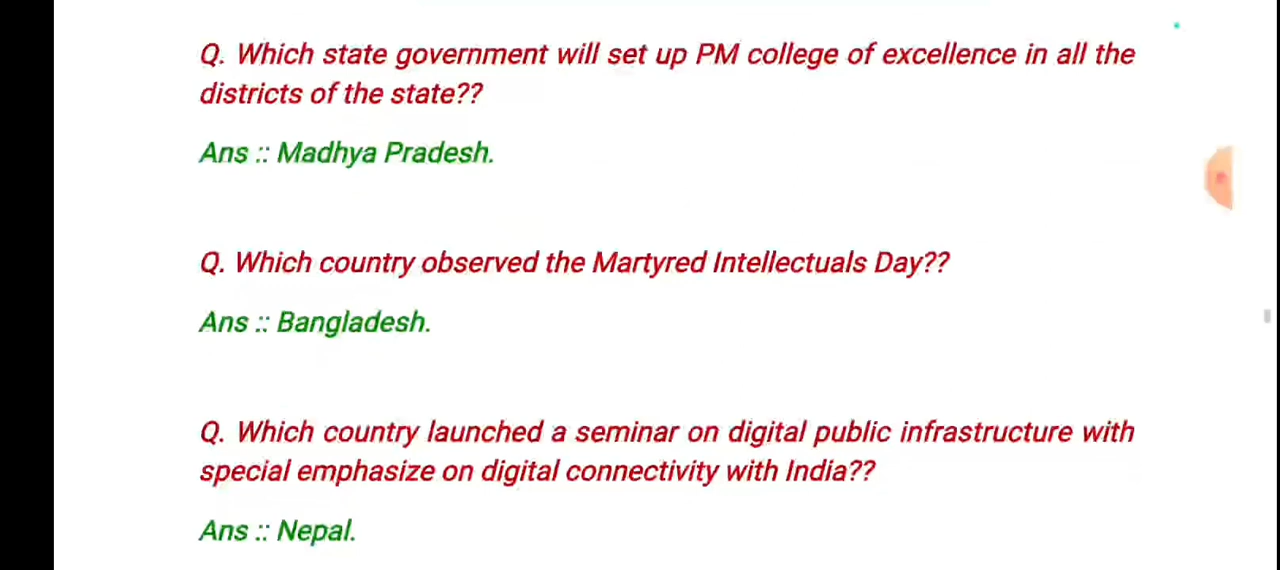 Q. Which state government will set up PM college of excellence in all the
districts of the state??
Ans :: Madhya Pradesh.
Q. Which country observed the Martyred Intellectuals Day??
Ans :: Bangladesh.
Q. Which country launched a seminar on digital public infrastructure with
special emphasize on digital connectivity with India??
Ans :: Nepal.